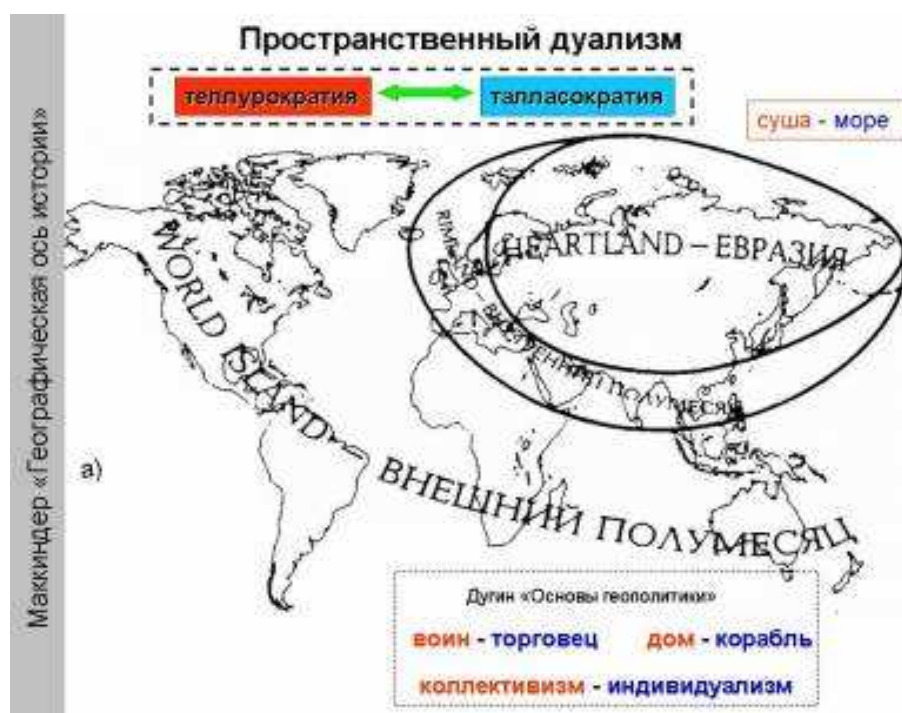 Маккиндер «Географическая ось истории»
Пространственный дуализм
теллурократия
талласократия
суша - море
HEARTLAND – ЕВРАЗИЯ
WORLD ISLAND –
ВНЕШНИЙ ПОЛУМЕСЯЦ
а)
Дугин «Основы геополитики»
воин - торговец
дом - корабль
коллективизм - индивидуализм